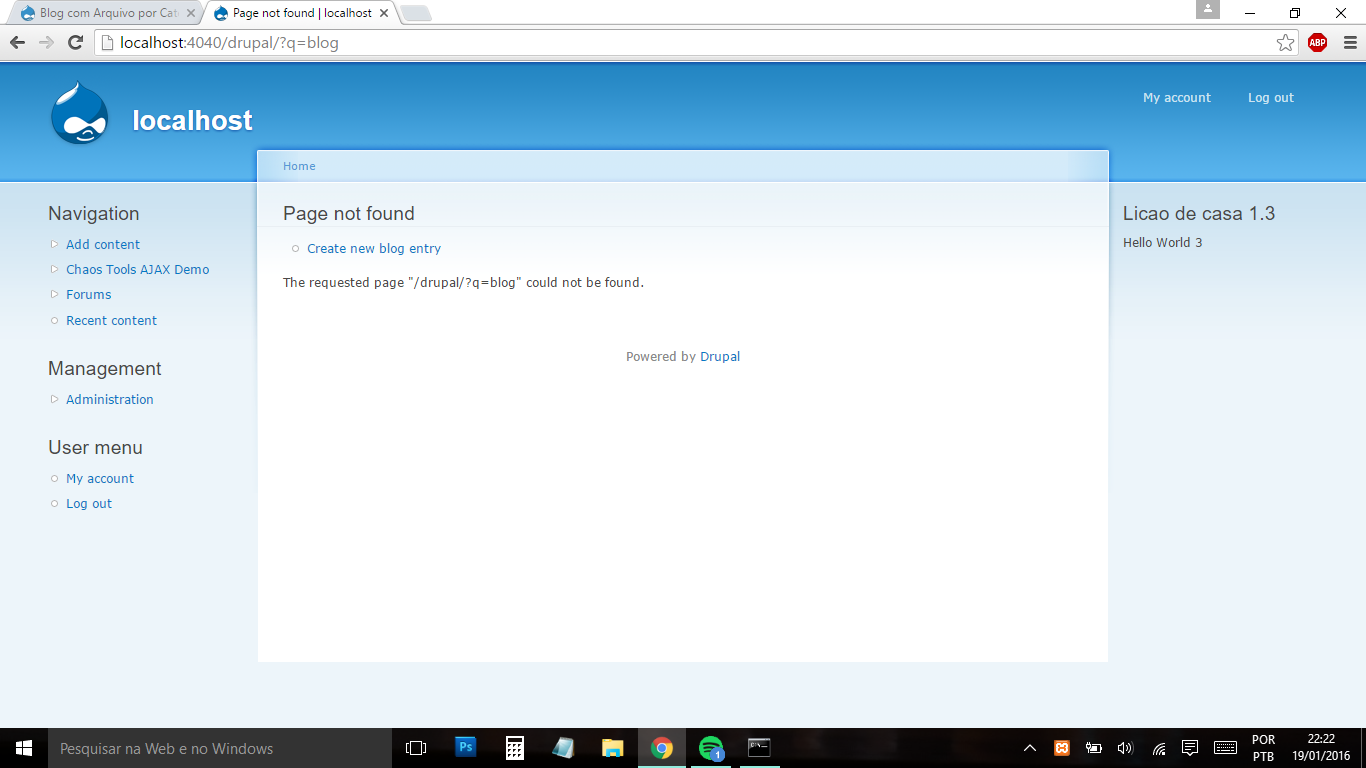 Blog com Arquivo por Cat
Page not found | localhost
localhost:4040/drupal/?q=blog
ABP
localhost
My account
Log out
Home
Navigation
Add content
Chaos Tools AJAX Demo
Forums
Recent content
Management
Administration
User menu
My account
Log out
Page not found
Create new blog entry
The requested page "/drupal/?q=blog" could not be found.
Powered by Drupal
Licao de casa 1.3
Hello World 3
Pesquisar na Web e no Windows
Ps
1
POR
PTB
22:22
19/01/2016